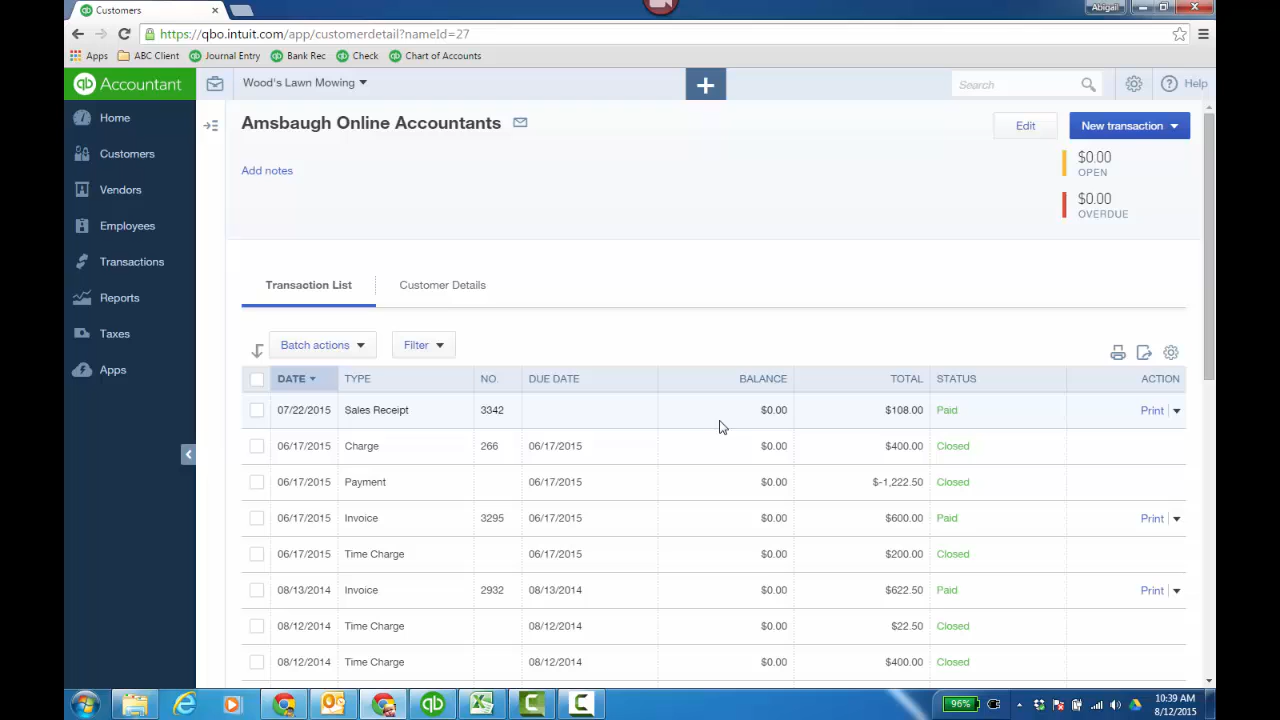 Customers
Abigail
https://qbo.intuit.com/app/customerdetail?nameId=27
Apps ABC Client Journal Entry Bank Rec Check Chart of Accounts
qb Accountant Wood's Lawn Mowing + Search Help
Home
Customers
Vendors
Employees
Transactions
Reports
Taxes
Apps
Amsbaugh Online Accountants
Edit New transaction
Add notes
$0.00
OPEN
$0.00
OVERDUE
Transaction List Customer Details
Batch actions Filter
DATE TYPE NO. DUE DATE BALANCE TOTAL STATUS ACTION
07/22/2015 Sales Receipt 3342 $0.00 $108.00 Paid Print
06/17/2015 Charge 266 06/17/2015 $0.00 $400.00 Closed
06/17/2015 Payment 06/17/2015 $0.00 $-1,222.50 Closed
06/17/2015 Invoice 3295 06/17/2015 $0.00 $600.00 Paid Print
06/17/2015 Time Charge 06/17/2015 $0.00 $200.00 Closed
08/13/2014 Invoice 2932 08/13/2014 $0.00 $622.50 Paid Print
08/12/2014 Time Charge 08/12/2014 $0.00 $22.50 Closed
08/12/2014 Time Charge 08/12/2014 $0.00 $400.00 Closed
96%
10:39 AM
8/12/2015